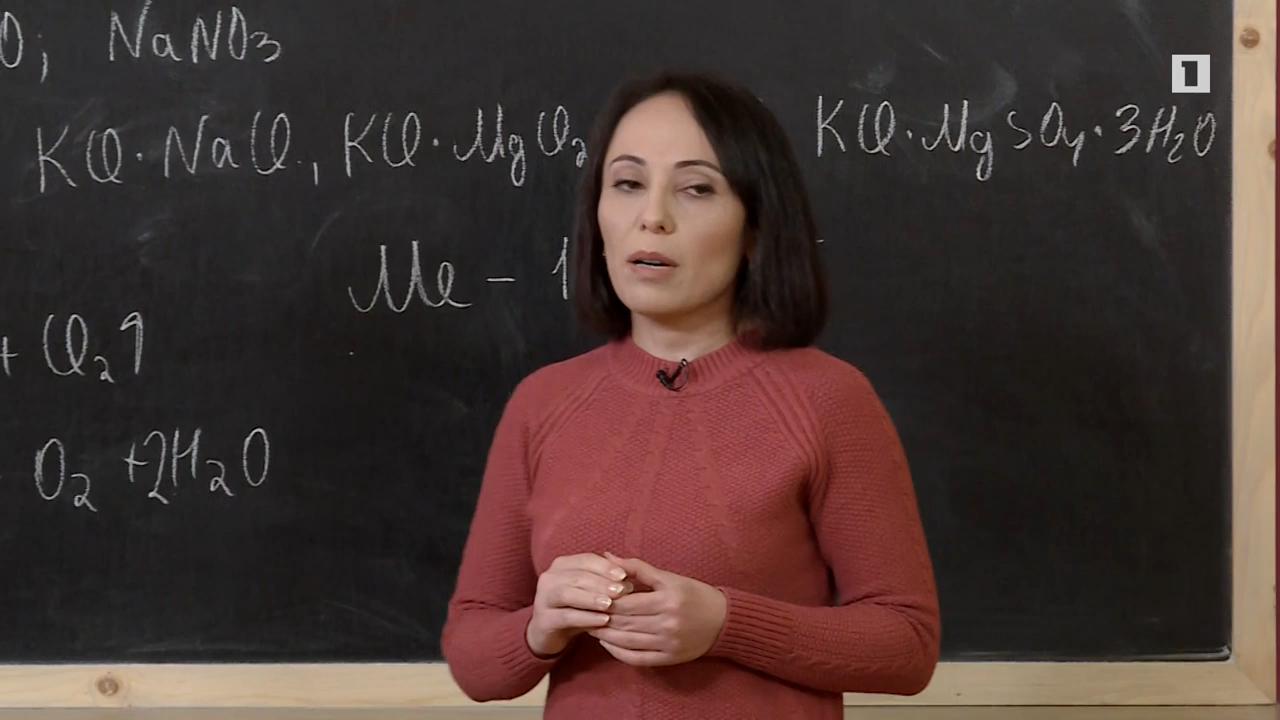 O; NaNO₃
1
KCl·NaCl, KCl·MgCl₂ KCl·MgSO₄·3H₂O
Me – 1
+ Cl₂↑
O₂ + 2H₂O